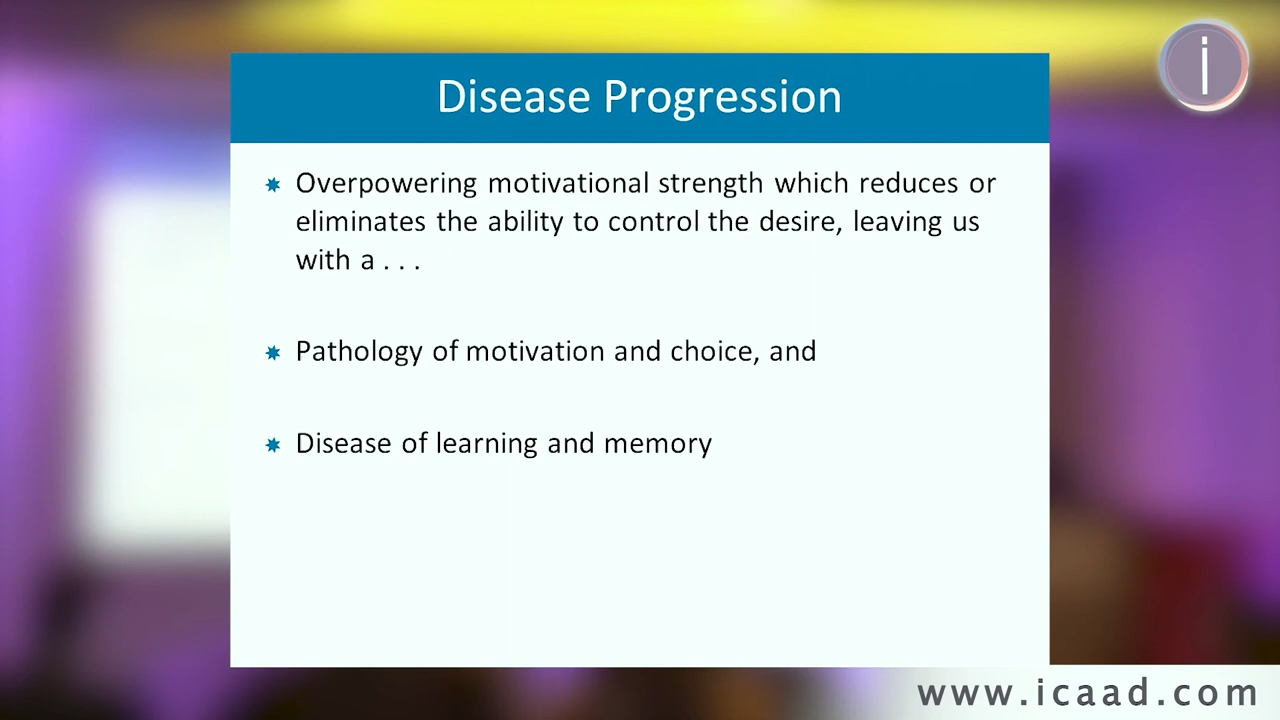 i
Disease Progression
Overpowering motivational strength which reduces or
eliminates the ability to control the desire, leaving us
with a . . .
Pathology of motivation and choice, and
Disease of learning and memory
www.icaad.com